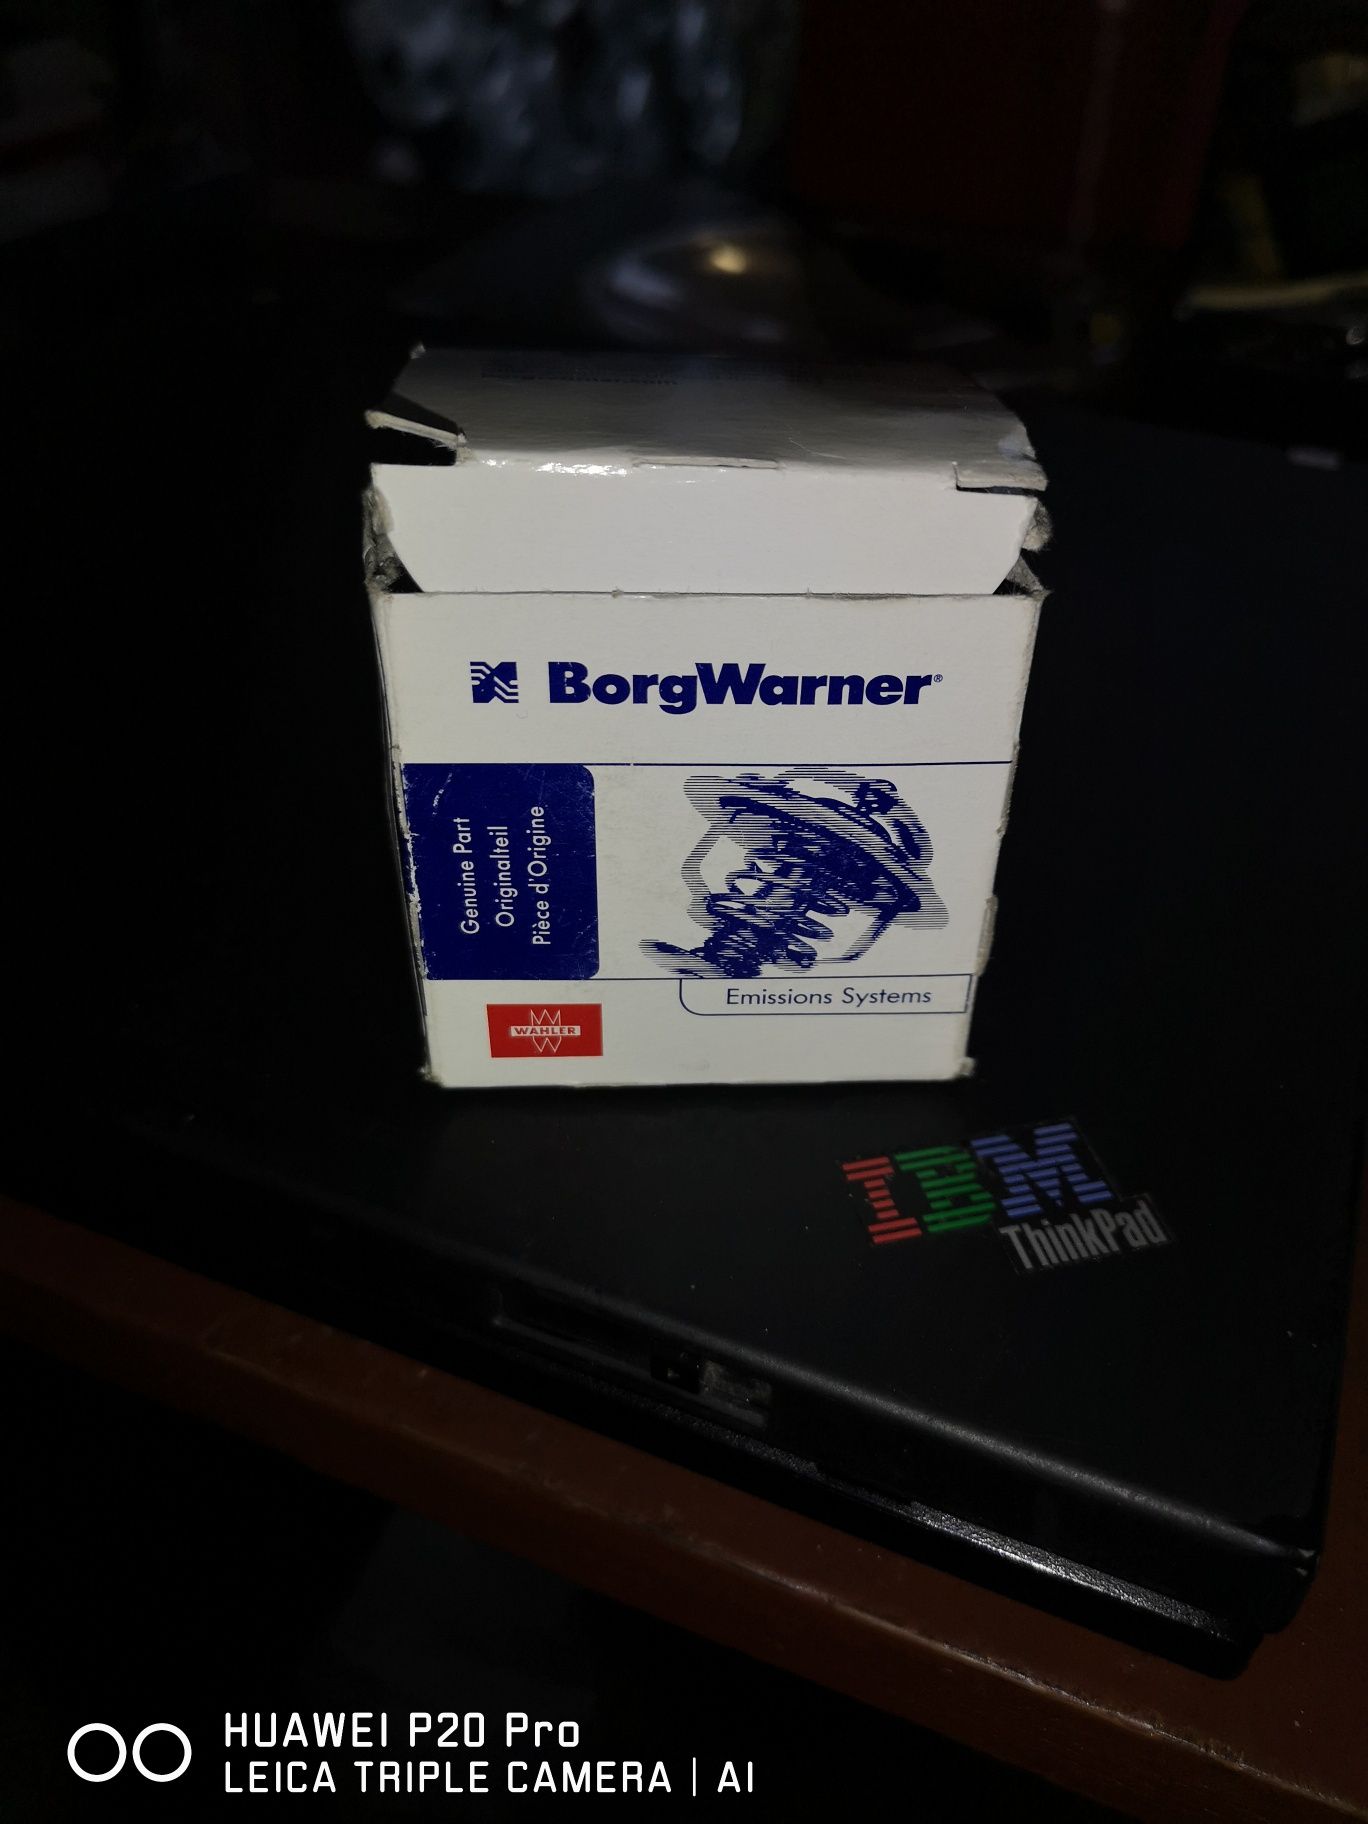 BorgWarner®
Genuine Part
Originalteil
Pièce d'Origine
Emissions Systems
WAHLER
IBM
ThinkPad
HUAWEI P20 Pro
LEICA TRIPLE CAMERA | AI